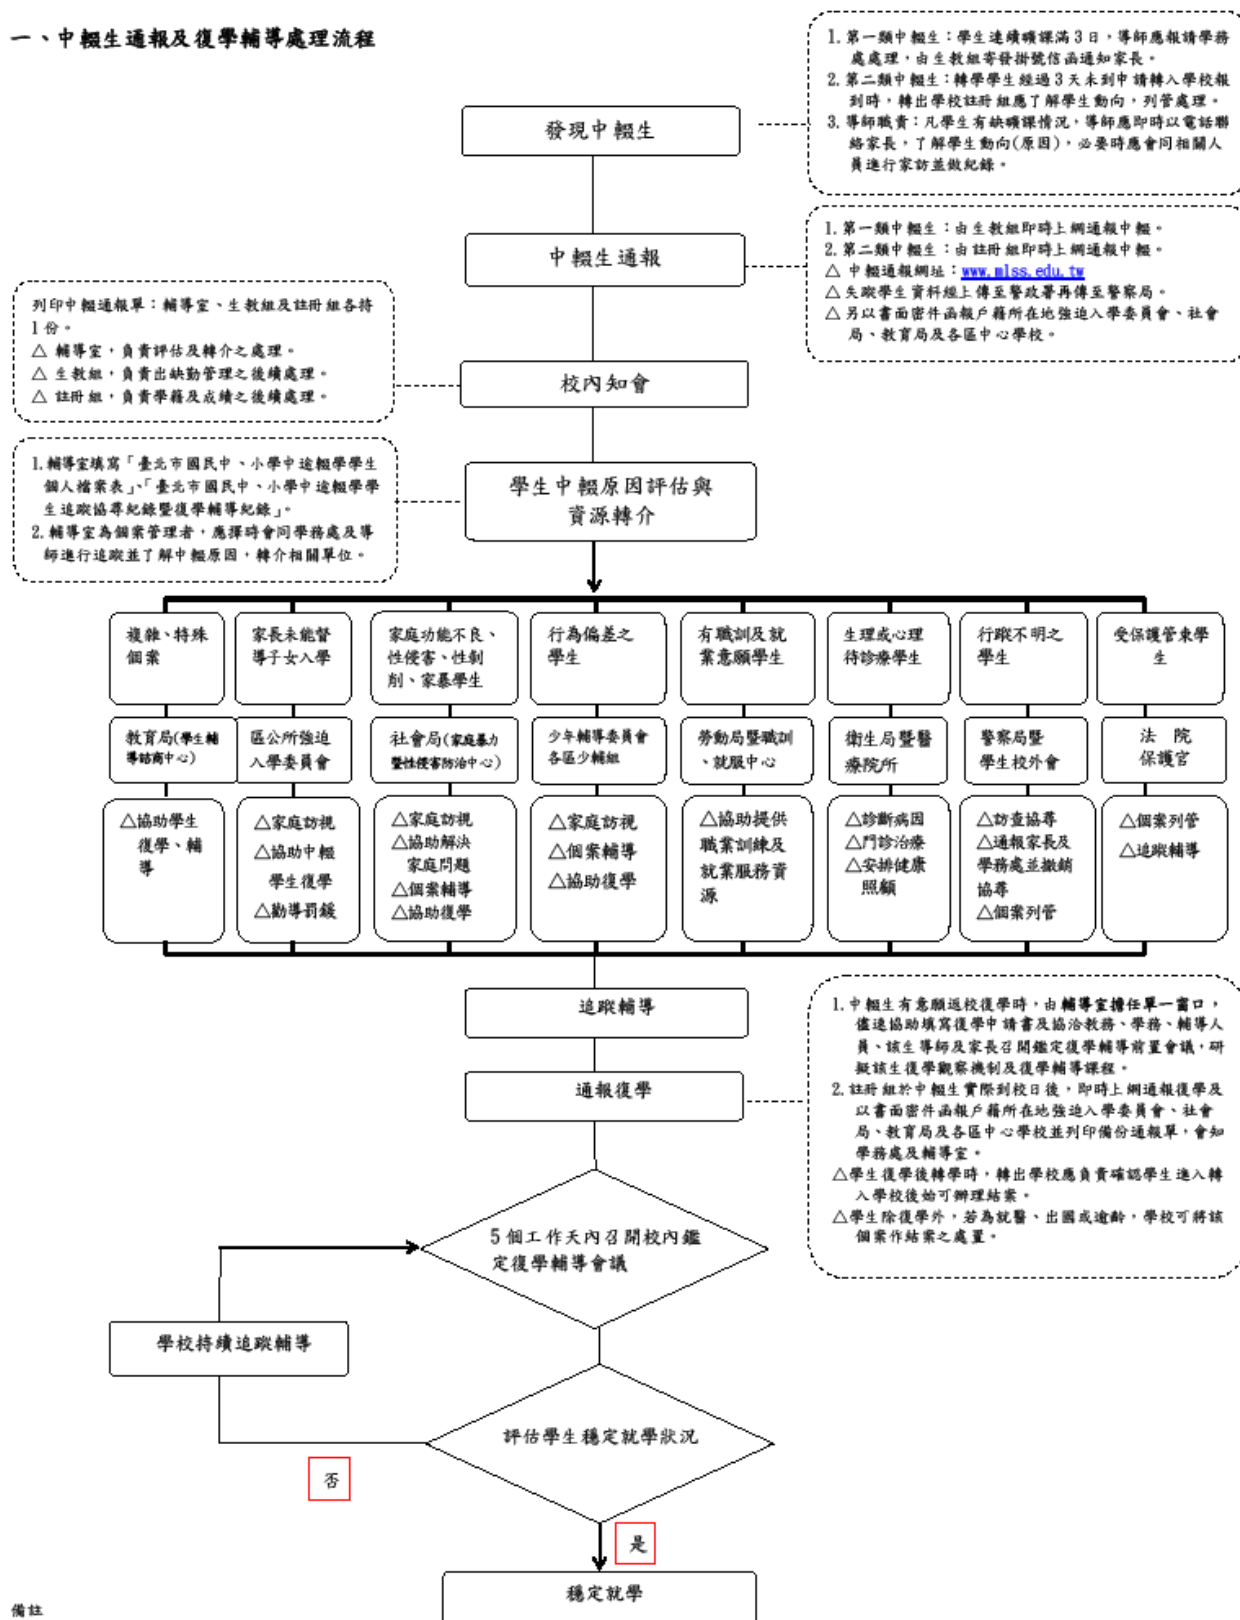 一、中輟生通報及復學輔導處理流程
1. 第一類中輟生：學生連續曠課滿3日，導師應報請學務
處處理，由生教組寄發掛號信函通知家長。
2. 第二類中輟生：轉學學生經過3天未到申請轉入學校報
到時，轉出學校註冊組應了解學生動向，列管處理。
3. 導師職責：凡學生有缺曠課情況，導師應即時以電話聯
絡家長，了解學生動向(原因)，必要時應會同相關人
員進行家訪並做紀錄。
發現中輟生
1. 第一類中輟生：由生教組即時上網通報中輟。
2. 第二類中輟生：由註冊組即時上網通報中輟。
△ 中輟通報網址：www.mlss.edu.tw
△ 失蹤學生資料經上傳至警政署再傳至警察局。
△ 另以書面密件函報戶籍所在地強迫入學委員會、社會
局、教育局及各區中心學校。
中輟生通報
列印中輟通報單：輔導室、生教組及註冊組各持
1份。
△ 輔導室，負責評估及轉介之處理。
△ 生教組，負責出缺勤管理之後續處理。
△ 註冊組，負責學籍及成績之後續處理。
校內知會
1. 輔導室填寫「臺北市國民中、小學中途輟學學生
個人檔案表」、「臺北市國民中、小學中途輟學學
生追蹤協尋紀錄暨復學輔導紀錄」。
2. 輔導室為個案管理者，應擇時會同學務處及導
師進行追蹤並了解中輟原因，轉介相關單位。
學生中輟原因評估與
資源轉介
複雜、特殊
個案
家長未能督
導子女入學
家庭功能不良、
性侵害、性剝
削、家暴學生
行為偏差之
學生
有職訓及就
業意願學生
生理或心理
待診療學生
行蹤不明之
學生
受保護管束學
生
教育局(學生輔
導諮商中心)
區公所強迫
入學委員會
社會局(家庭暴力
暨性侵害防治中心)
少年輔導委員會
各區少輔組
勞動局暨職訓
、就服中心
衛生局暨醫
療院所
警察局暨
學生校外會
法　院
保護官
△協助學生
復學、輔
導
△家庭訪視
△協助中輟
學生復學
△勸導罰鍰
△家庭訪視
△協助解決
家庭問題
△個案輔導
△協助復學
△家庭訪視
△個案輔導
△協助復學
△協助提供
職業訓練及
就業服務資
源
△診斷病因
△門診治療
△安排健康
照顧
△訪查協尋
△通報家長及
學務處並撤銷
協尋
△個案列管
△個案列管
△追蹤輔導
追蹤輔導
1. 中輟生有意願返校復學時，由輔導室擔任單一窗口，
儘速協助填寫復學申請書及協洽教務、學務、輔導人
員、該生導師及家長召開鑑定復學輔導前置會議，研
擬該生復學觀察機制及復學輔導課程。
2. 註冊組於中輟生實際到校日後，即時上網通報復學及
以書面密件函報戶籍所在地強迫入學委員會、社會
局、教育局及各區中心學校並列印備份通報單，會知
學務處及輔導室。
△學生復學後轉學時，轉出學校應負責確認學生進入轉
入學校後始可辦理結案。
△學生除復學外，若為就醫、出國或逾齡，學校可將該
個案作結案之處置。
通報復學
5個工作天內召開校內鑑
定復學輔導會議
學校持續追蹤輔導
評估學生穩定就學狀況
否
是
穩定就學
備註